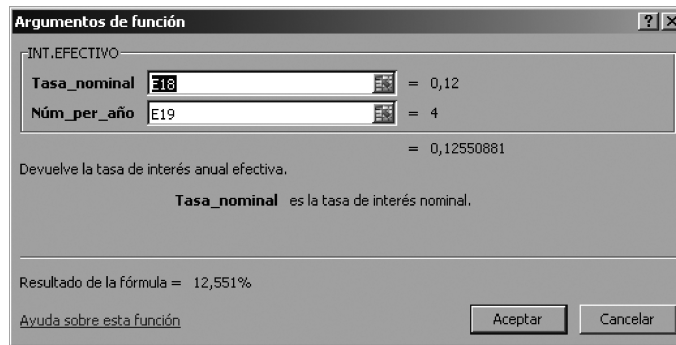 Argumentos de función
INT.EFECTIVO
Tasa_nominal E18 = 0,12
Núm_per_año E19 = 4
= 0,12550881
Devuelve la tasa de interés anual efectiva.
Tasa_nominal es la tasa de interés nominal.
Resultado de la fórmula = 12,551%
Ayuda sobre esta función Aceptar Cancelar